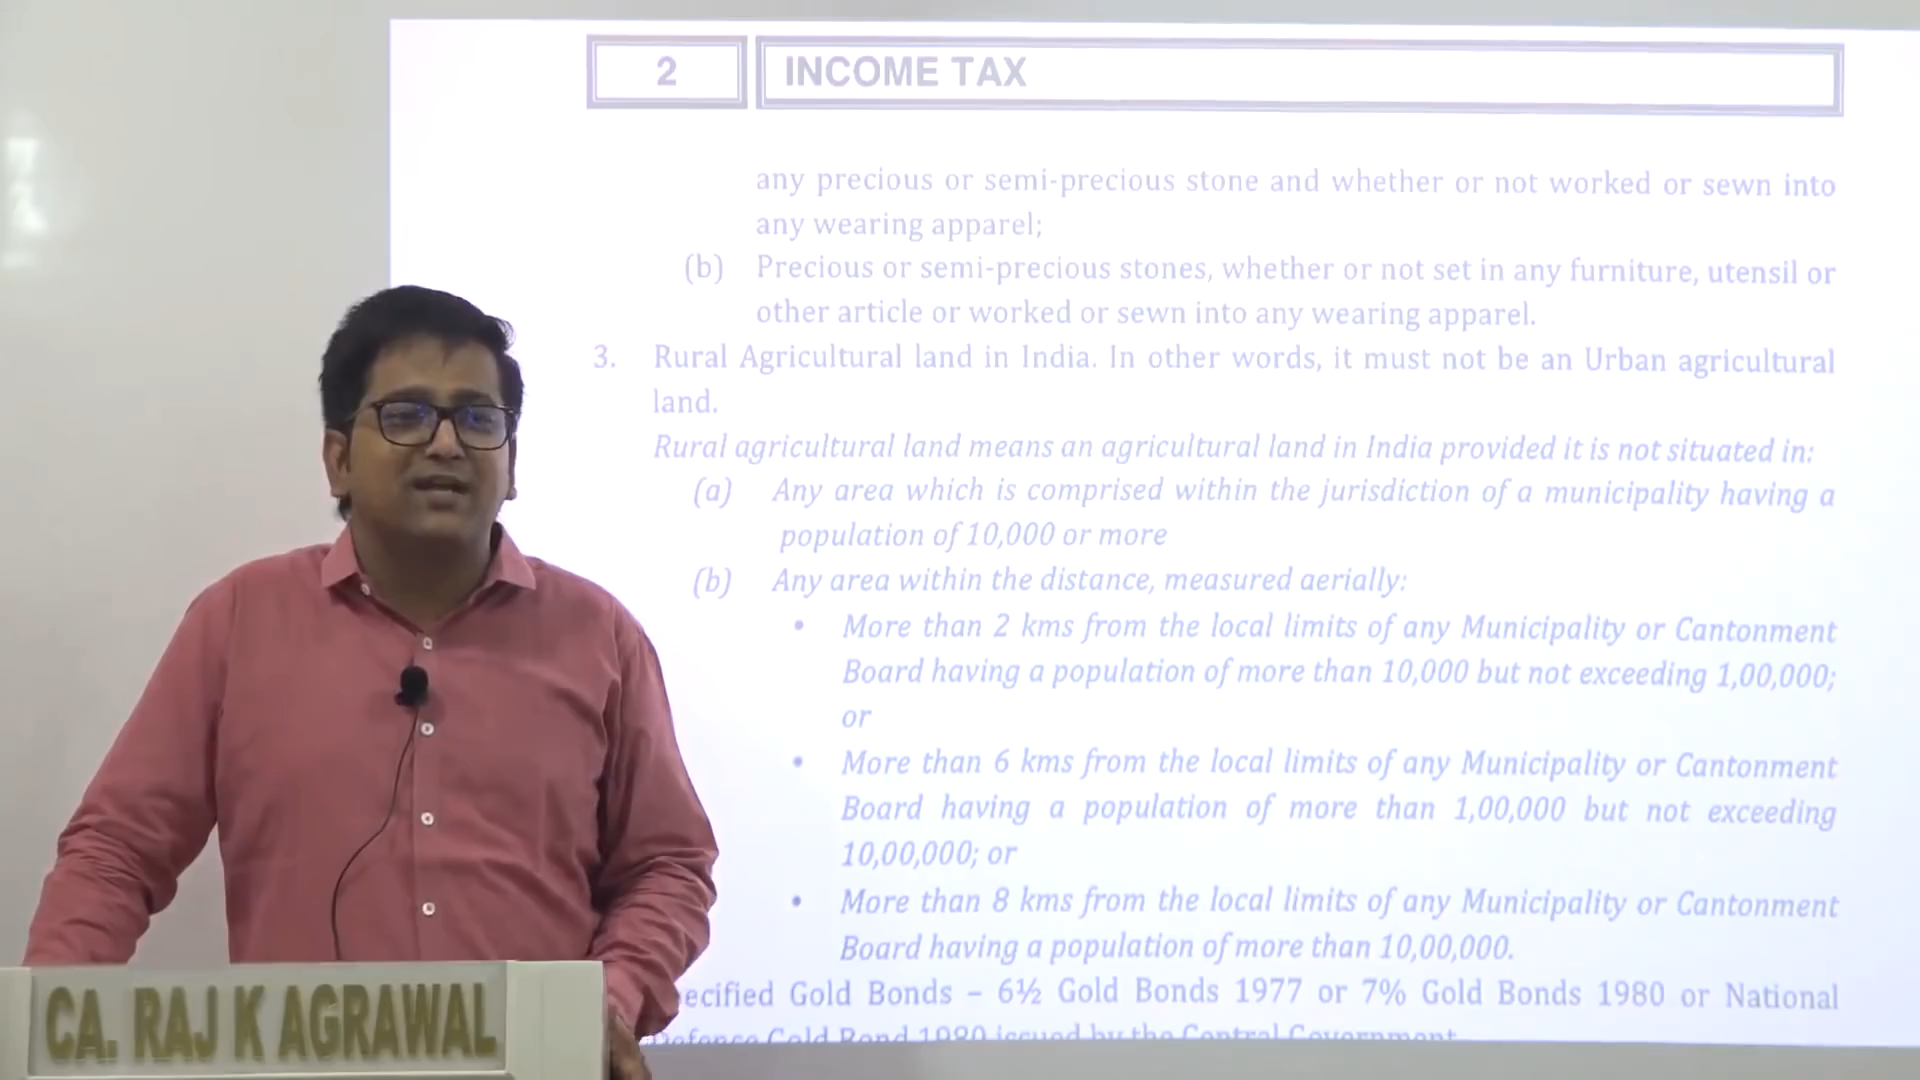 2
INCOME TAX
any precious or semi-precious stone and whether or not worked or sewn into
any wearing apparel;
(b) Precious or semi-precious stones, whether or not set in any furniture, utensil or
other article or worked or sewn into any wearing apparel.
3. Rural Agricultural land in India. In other words, it must not be an Urban agricultural
land.
Rural agricultural land means an agricultural land in India provided it is not situated in:
(a) Any area which is comprised within the jurisdiction of a municipality having a
population of 10,000 or more
(b) Any area within the distance, measured aerially:
• More than 2 kms from the local limits of any Municipality or Cantonment
Board having a population of more than 10,000 but not exceeding 1,00,000;
or
• More than 6 kms from the local limits of any Municipality or Cantonment
Board having a population of more than 1,00,000 but not exceeding
10,00,000; or
• More than 8 kms from the local limits of any Municipality or Cantonment
Board having a population of more than 10,00,000.
ecified Gold Bonds – 6½ Gold Bonds 1977 or 7% Gold Bonds 1980 or National
Defence Gold Bond 1980 issued by the Central Government
CA. RAJ K AGRAWAL